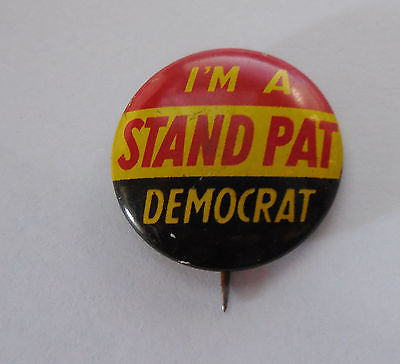 I'M A
STAND PAT
DEMOCRAT